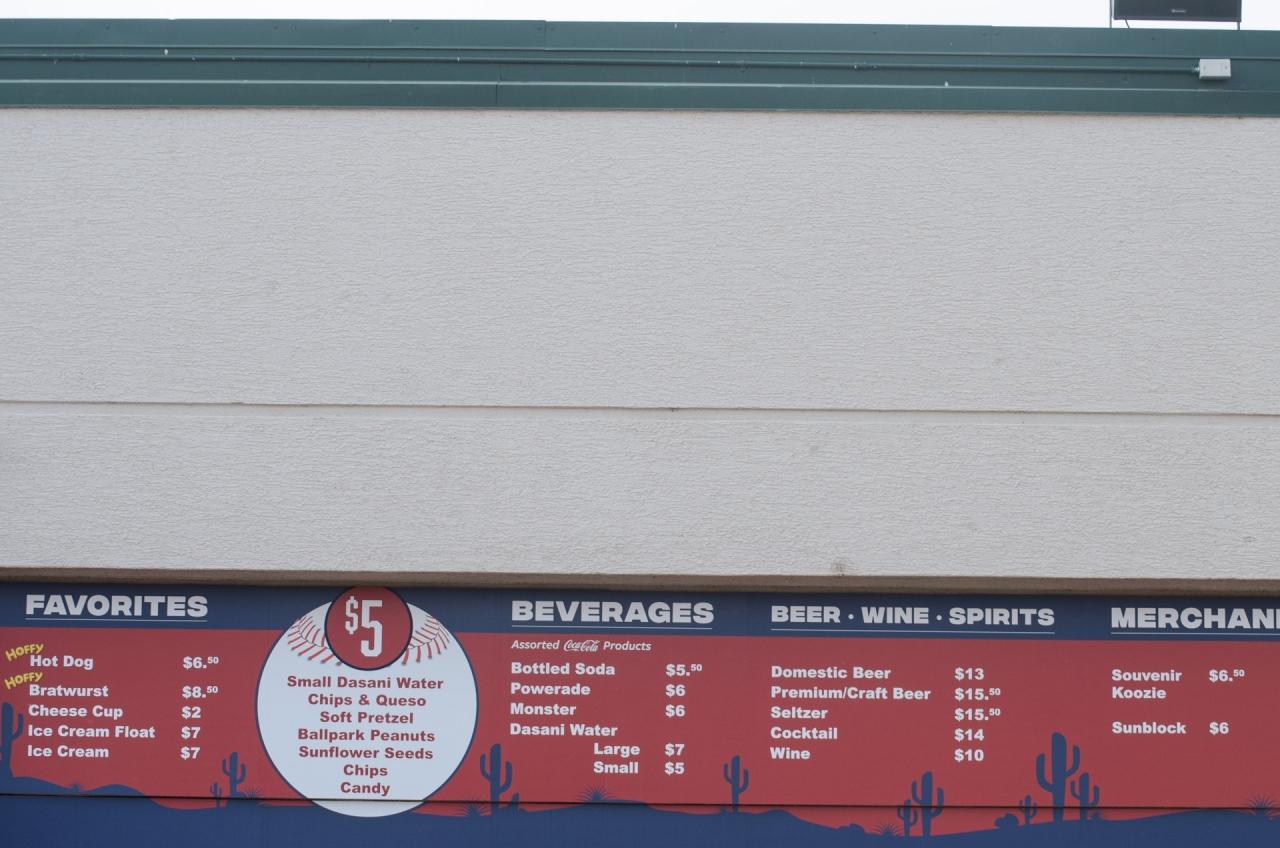 FAVORITES
HOFFY
Hot Dog $6.50
HOFFY
Bratwurst $8.50
Cheese Cup $2
Ice Cream Float $7
Ice Cream $7
$5
Small Dasani Water
Chips & Queso
Soft Pretzel
Ballpark Peanuts
Sunflower Seeds
Chips
Candy
BEVERAGES
Assorted Coca-Cola Products
Bottled Soda $5.50
Powerade $6
Monster $6
Dasani Water
Large $7
Small $5
BEER · WINE · SPIRITS
Domestic Beer $13
Premium/Craft Beer $15.50
Seltzer $15.50
Cocktail $14
Wine $10
MERCHAN
Souvenir $6.50
Koozie
Sunblock $6